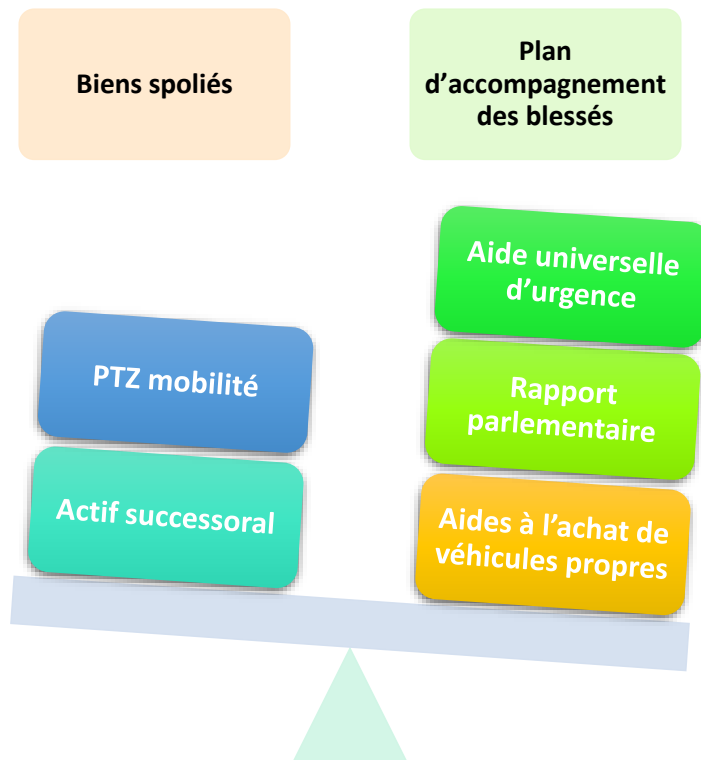 Biens spoliés
Plan
d’accompagnement
des blessés
Aide universelle
d’urgence
PTZ mobilité
Rapport
parlementaire
Actif successoral
Aides à l’achat de
véhicules propres